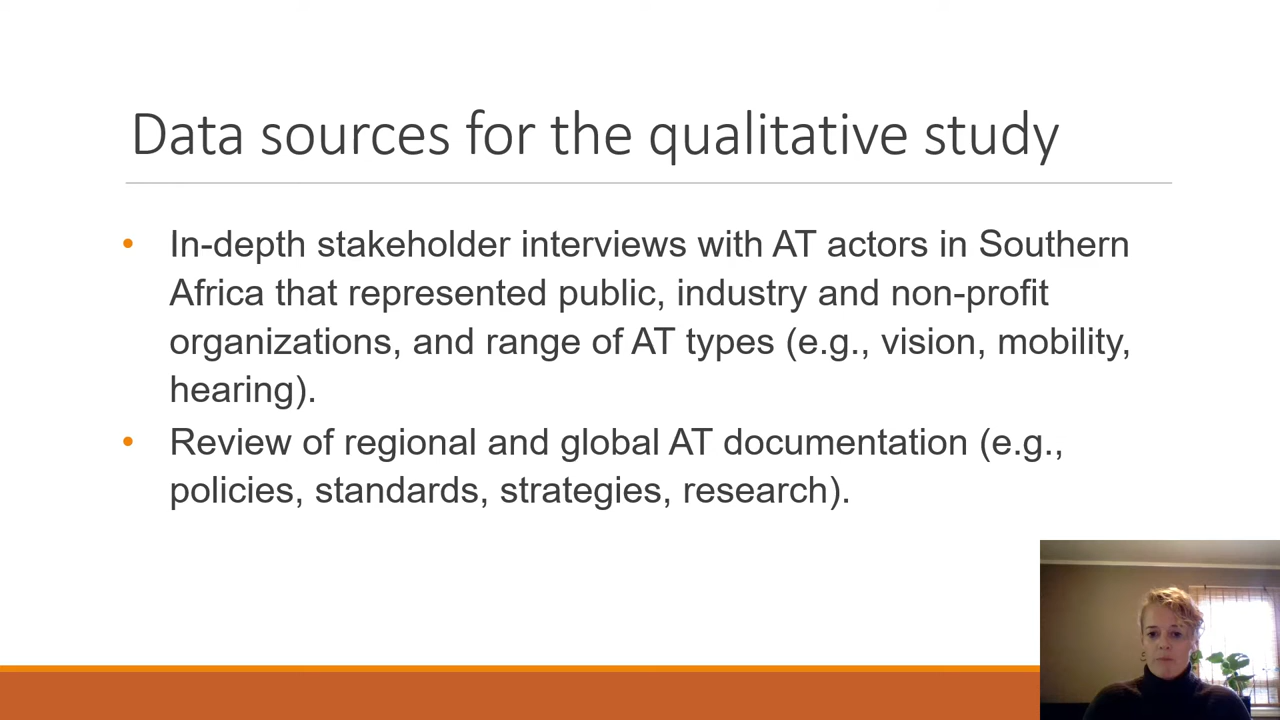 Data sources for the qualitative study
• In-depth stakeholder interviews with AT actors in Southern
Africa that represented public, industry and non-profit
organizations, and range of AT types (e.g., vision, mobility,
hearing).
• Review of regional and global AT documentation (e.g.,
policies, standards, strategies, research).